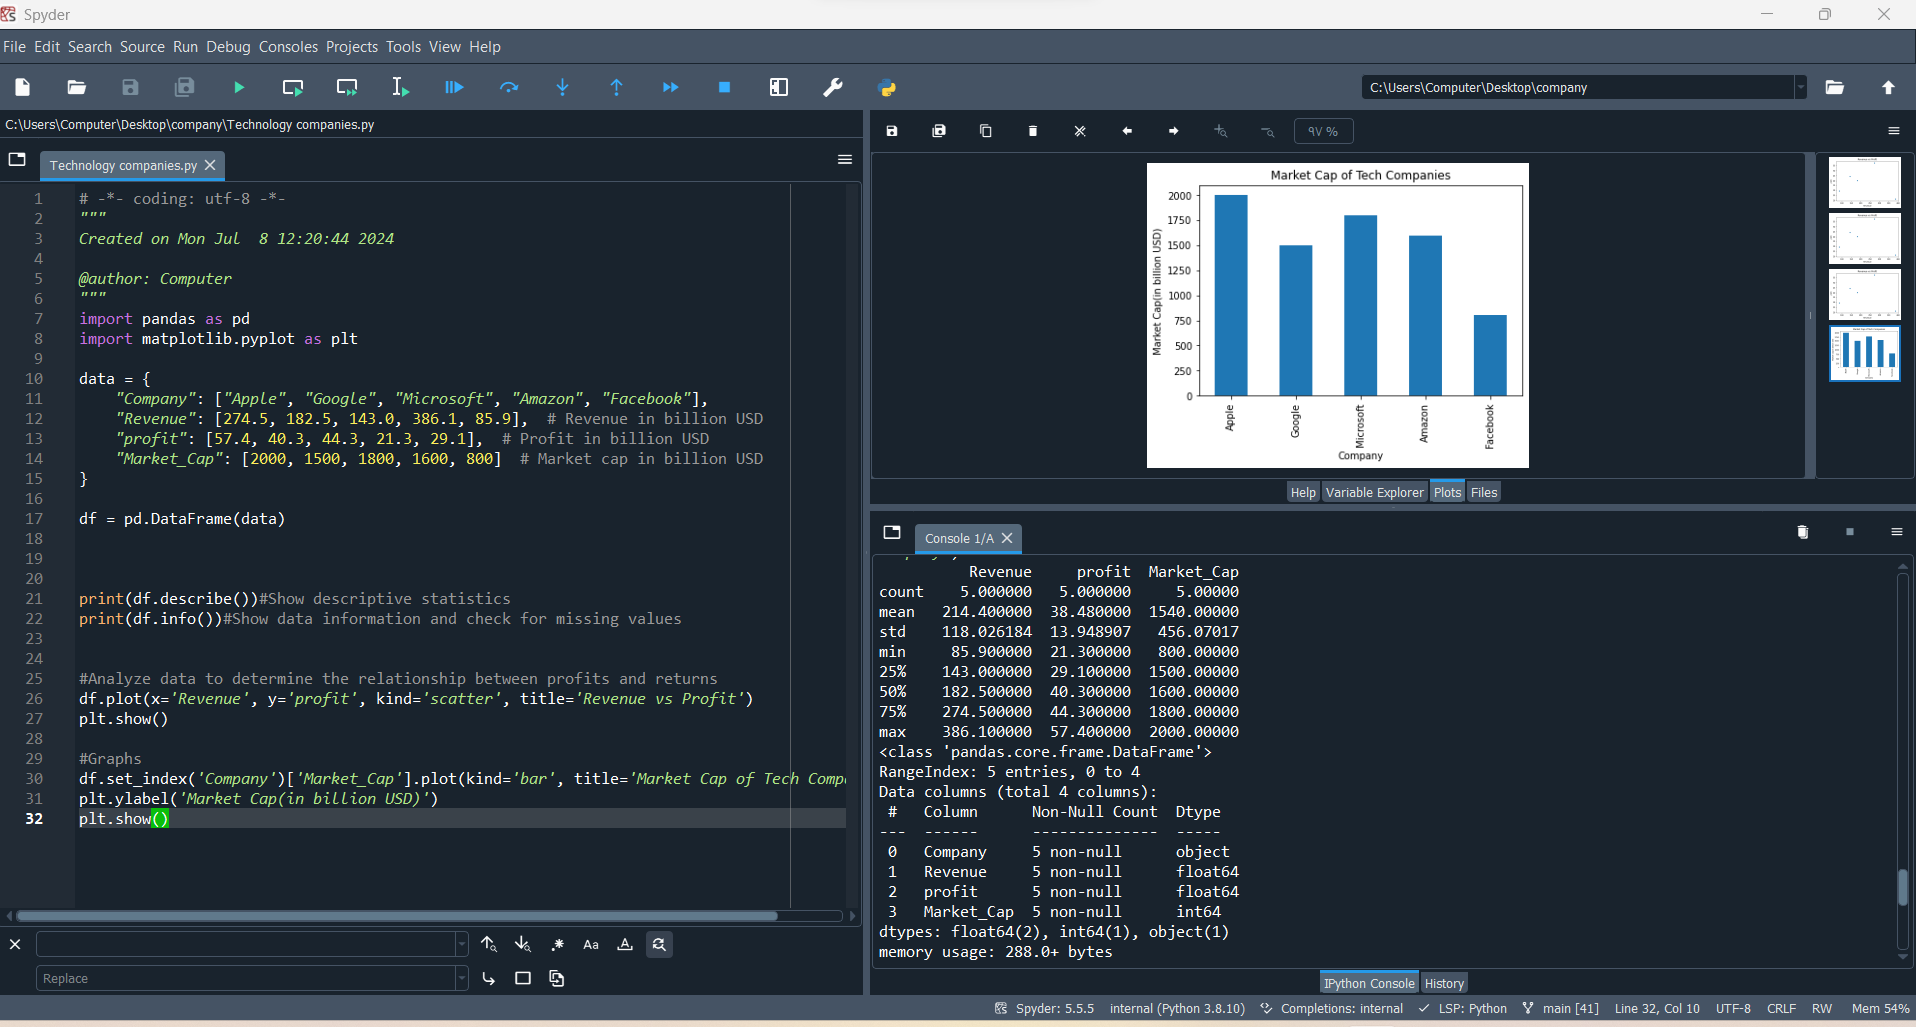 Spyder
File Edit Search Source Run Debug Consoles Projects Tools View Help
C:\Users\Computer\Desktop\company
C:\Users\Computer\Desktop\company\Technology companies.py
Technology companies.py
1 # -*- coding: utf-8 -*-
2 """
3 Created on Mon Jul  8 12:20:44 2024
4
5 @author: Computer
6 """
7 import pandas as pd
8 import matplotlib.pyplot as plt
9
10 data = {
11     "Company": ["Apple", "Google", "Microsoft", "Amazon", "Facebook"],
12     "Revenue": [274.5, 182.5, 143.0, 386.1, 85.9],  # Revenue in billion USD
13     "profit": [57.4, 40.3, 44.3, 21.3, 29.1],  # Profit in billion USD
14     "Market_Cap": [2000, 1500, 1800, 1600, 800]  # Market cap in billion USD
15 }
16
17 df = pd.DataFrame(data)
18
19
20
21 print(df.describe())#Show descriptive statistics
22 print(df.info())#Show data information and check for missing values
23
24
25 #Analyze data to determine the relationship between profits and returns
26 df.plot(x='Revenue', y='profit', kind='scatter', title='Revenue vs Profit')
27 plt.show()
28
29 #Graphs
30 df.set_index('Company')['Market_Cap'].plot(kind='bar', title='Market Cap of Tech Comp
31 plt.ylabel('Market Cap(in billion USD)')
32 plt.show()
Replace
Aa
٩٧ %
Market Cap of Tech Companies
Market Cap(in billion USD)
2000
1750
1500
1250
1000
750
500
250
0
Apple
Google
Microsoft
Amazon
Facebook
Company
Help Variable Explorer Plots Files
Console 1/A
Revenue profit Market_Cap
count 5.000000 5.000000 5.00000
mean 214.400000 38.480000 1540.00000
std 118.026184 13.948907 456.07017
min 85.900000 21.300000 800.00000
25% 143.000000 29.100000 1500.00000
50% 182.500000 40.300000 1600.00000
75% 274.500000 44.300000 1800.00000
max 386.100000 57.400000 2000.00000
<class 'pandas.core.frame.DataFrame'>
RangeIndex: 5 entries, 0 to 4
Data columns (total 4 columns):
# Column Non-Null Count Dtype
--- ------ -------------- -----
0 Company 5 non-null object
1 Revenue 5 non-null float64
2 profit 5 non-null float64
3 Market_Cap 5 non-null int64
dtypes: float64(2), int64(1), object(1)
memory usage: 288.0+ bytes
IPython Console History
Spyder: 5.5.5 internal (Python 3.8.10) Completions: internal LSP: Python main [41] Line 32, Col 10 UTF-8 CRLF RW Mem 54%